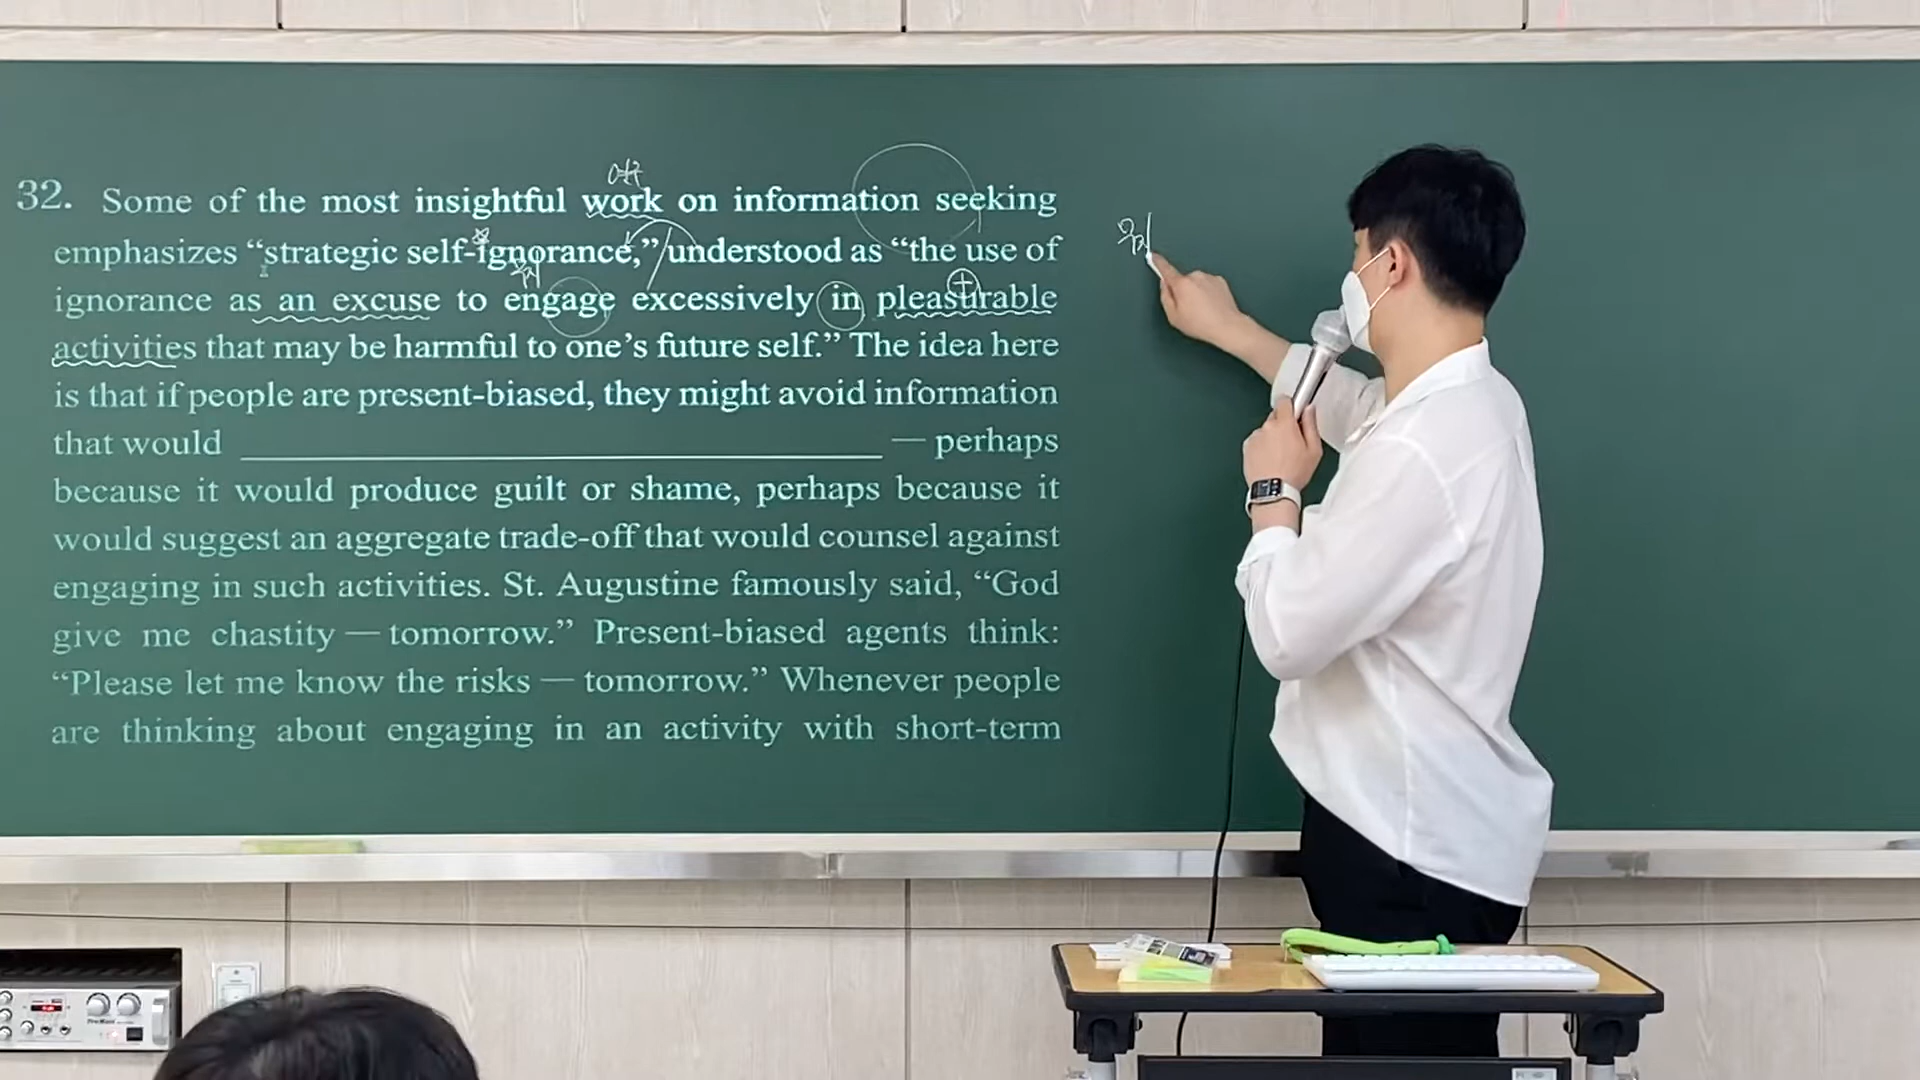 32. Some of the most insightful work on information seeking
emphasizes “strategic self-ignorance,” understood as “the use of
ignorance as an excuse to engage excessively in pleasurable
activities that may be harmful to one’s future self.” The idea here
is that if people are present-biased, they might avoid information
that would ______________________________ — perhaps
because it would produce guilt or shame, perhaps because it
would suggest an aggregate trade-off that would counsel against
engaging in such activities. St. Augustine famously said, “God
give me chastity — tomorrow.” Present-biased agents think:
“Please let me know the risks — tomorrow.” Whenever people
are thinking about engaging in an activity with short-term